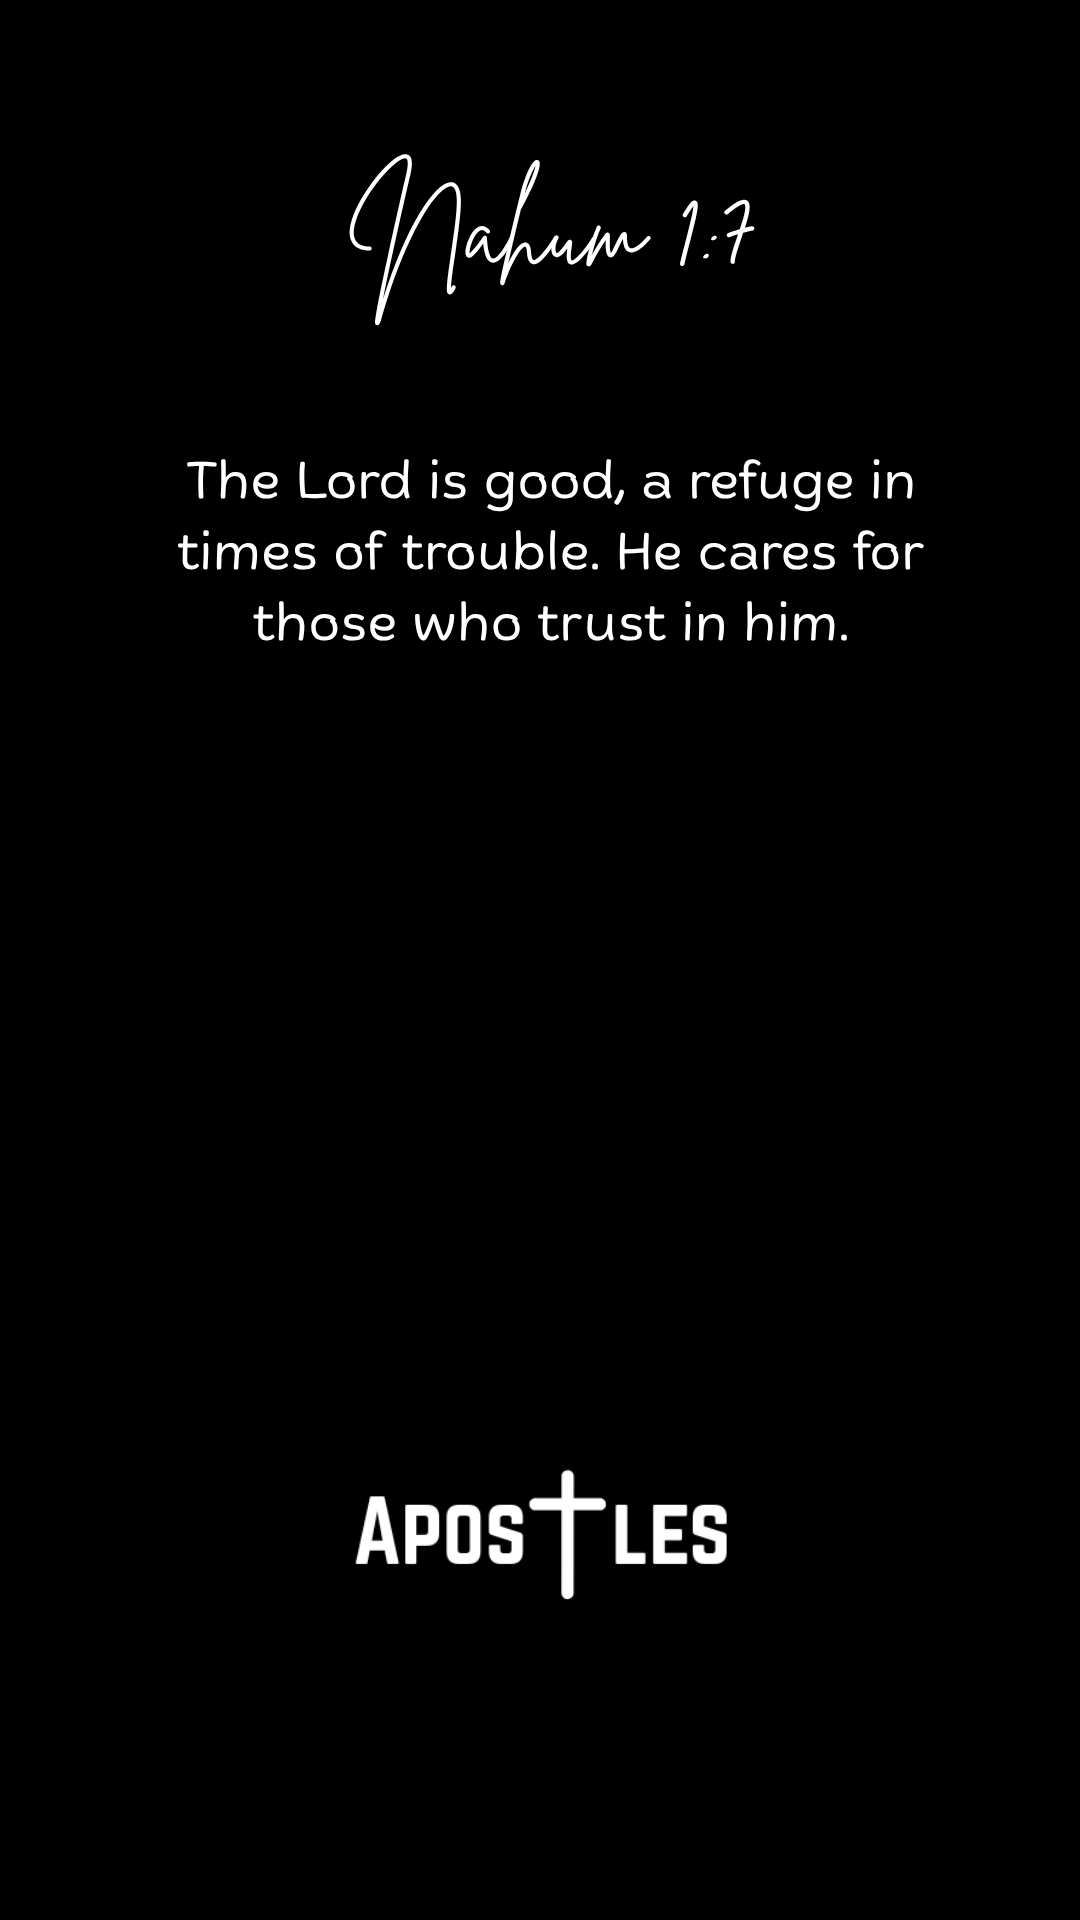 Nahum 1:7
The Lord is good, a refuge in
times of trouble. He cares for
those who trust in him.
Apostles